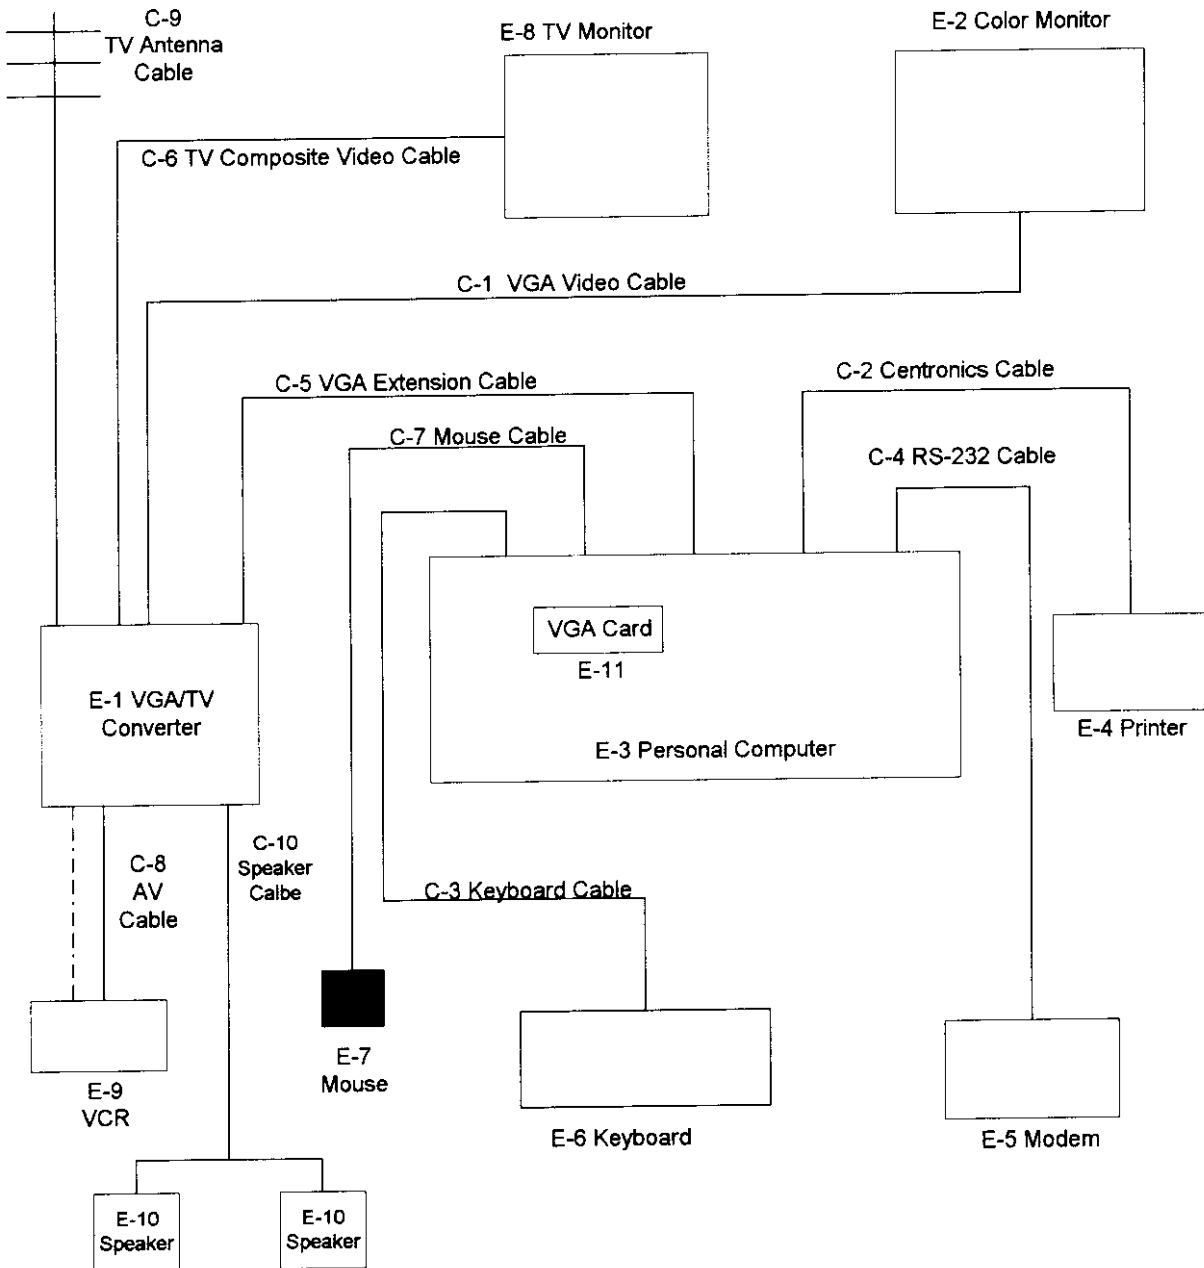 C-9
TV Antenna
Cable
E-8 TV Monitor
E-2 Color Monitor
C-6 TV Composite Video Cable
C-1 VGA Video Cable
C-5 VGA Extension Cable
C-2 Centronics Cable
C-7 Mouse Cable
C-4 RS-232 Cable
VGA Card
E-11
E-1 VGA/TV
Converter
E-3 Personal Computer
E-4 Printer
C-8
AV
Cable
C-10
Speaker
Calbe
C-3 Keyboard Cable
E-9
VCR
E-7
Mouse
E-6 Keyboard
E-5 Modem
E-10
Speaker
E-10
Speaker